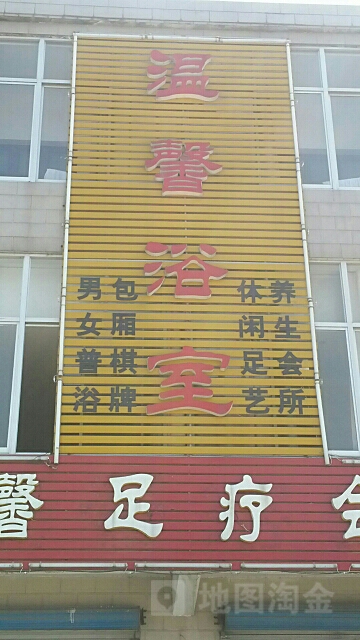 温馨浴室
男女普浴
包厢棋牌
休闲足艺
养生会所
馨足疗会
地图淘金